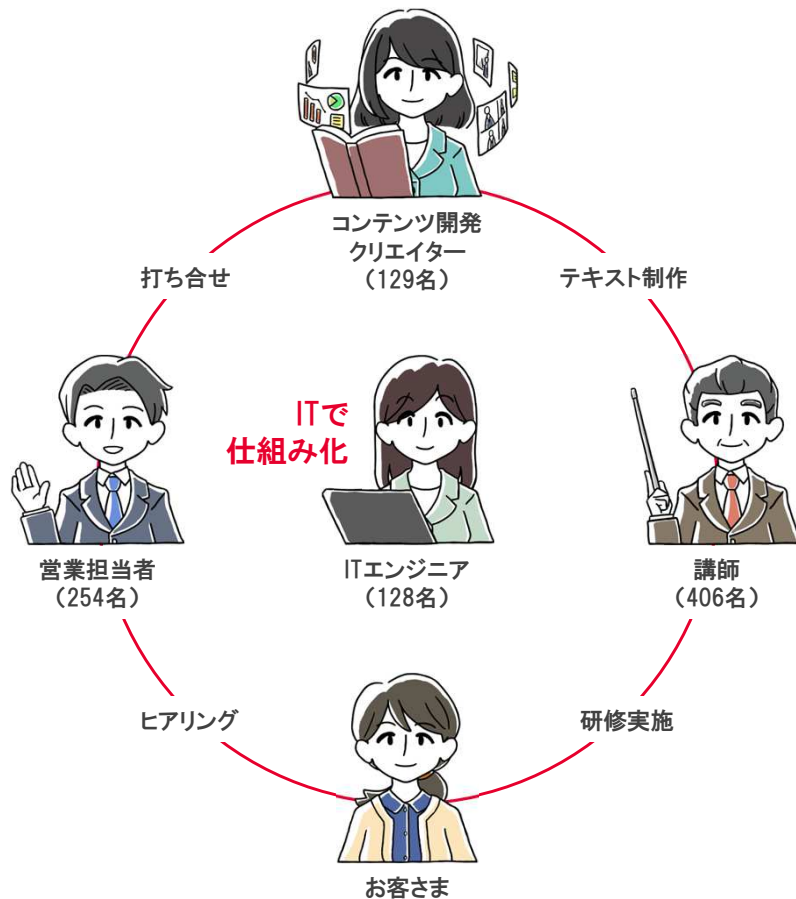 コンテンツ開発
クリエイター
（129名）
打ち合せ
テキスト制作
ITで
仕組み化
営業担当者
（254名）
ITエンジニア
（128名）
講師
（406名）
ヒアリング
研修実施
お客さま